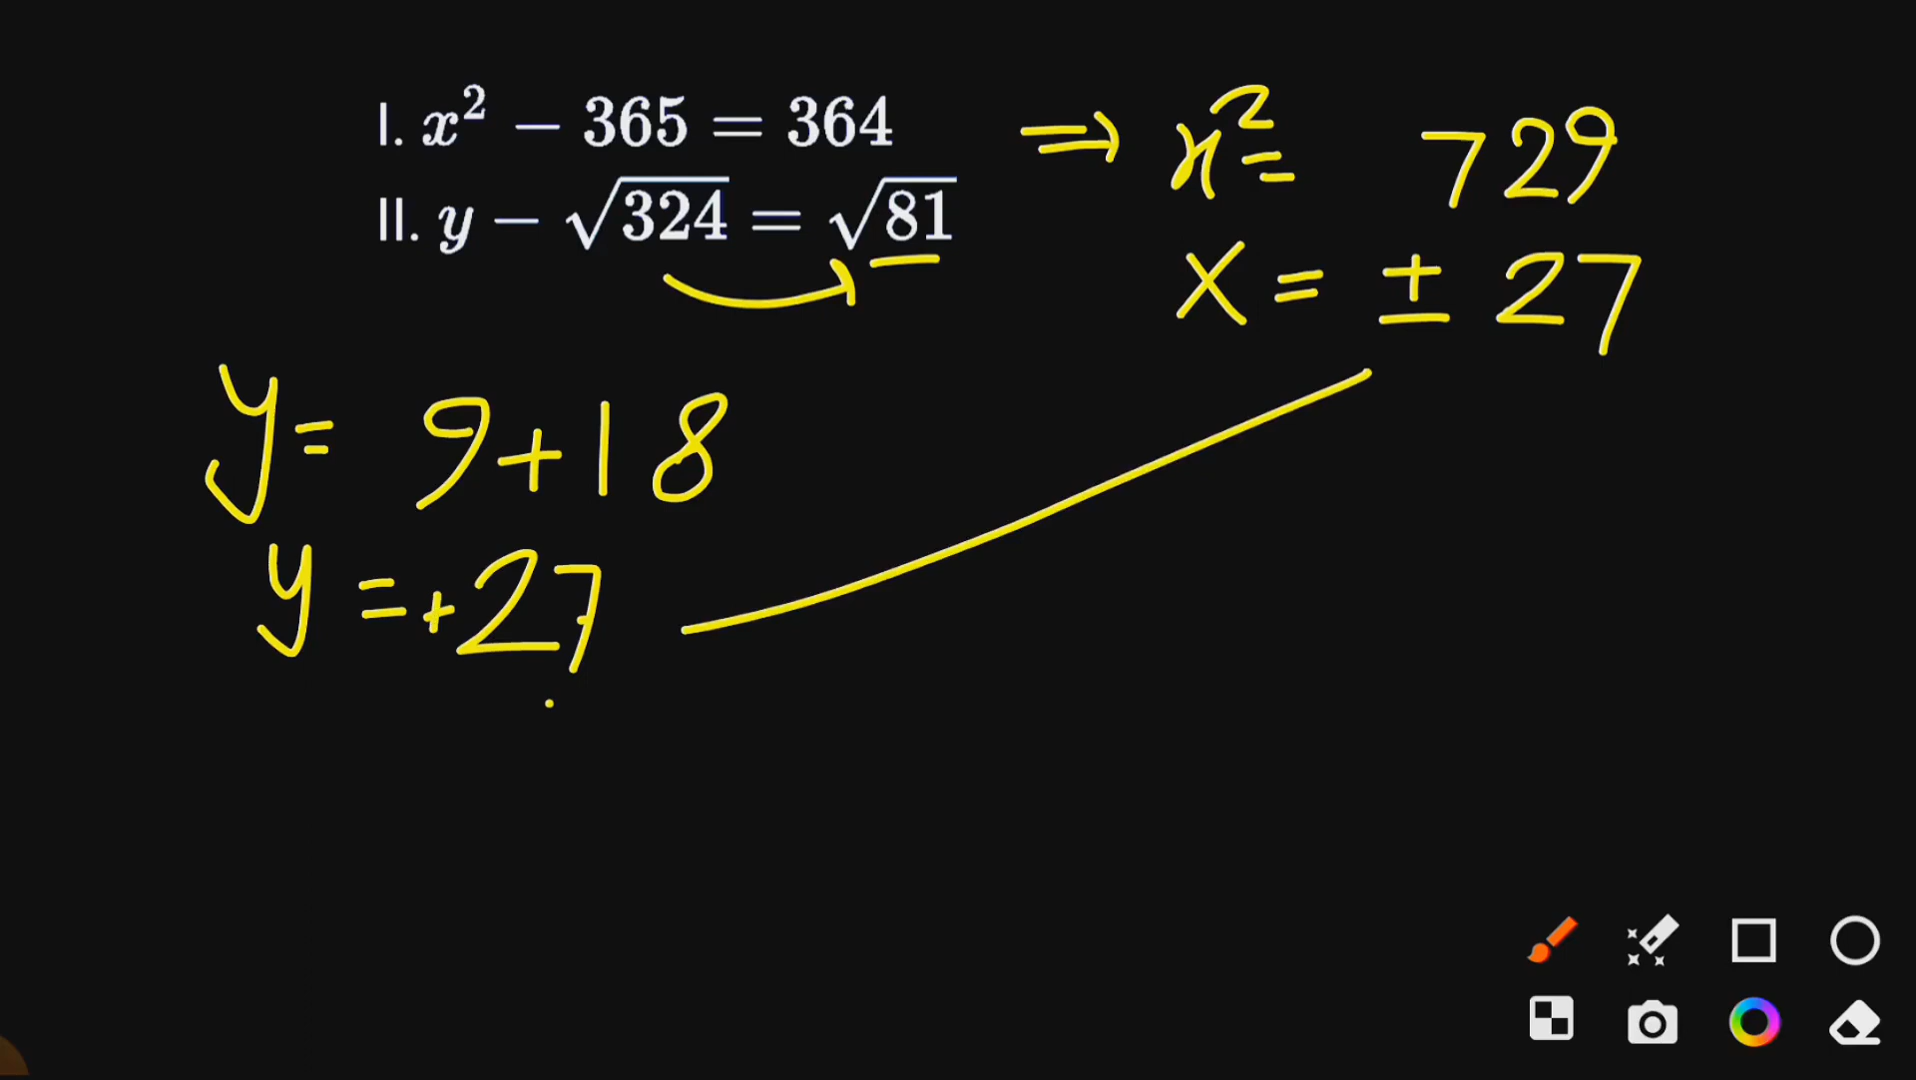 I. x² − 365 = 364
⇒ x² = 729
II. y − √324 = √81
x = ± 27
y = 9+18
y = +27